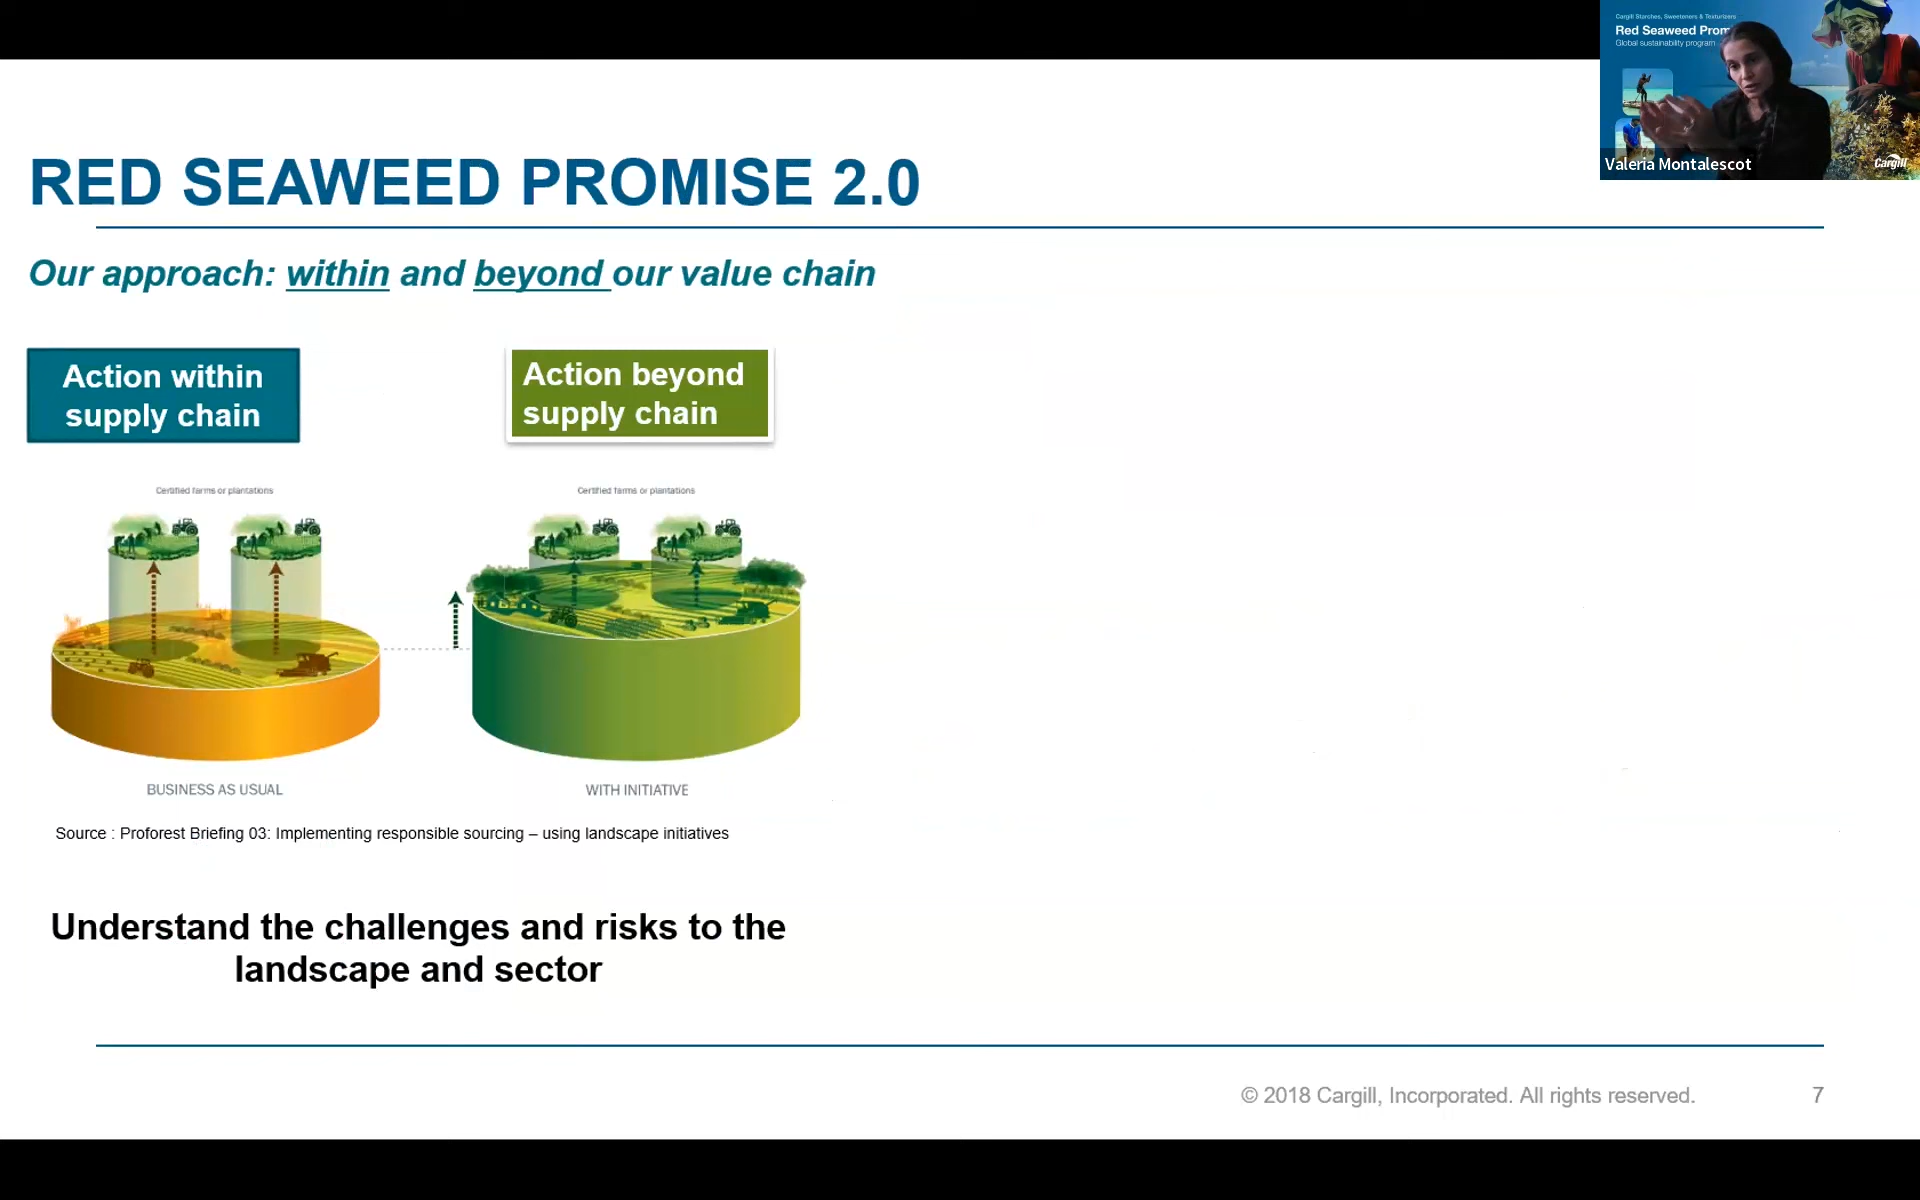 Cargill Starches, Sweeteners & Texturizers
Red Seaweed Prom
Global sustainability program
Cargill
Valeria Montalescot
RED SEAWEED PROMISE 2.0
Our approach: within and beyond our value chain
Action within
supply chain
Action beyond
supply chain
Certified farms or plantations
Certified farms or plantations
BUSINESS AS USUAL
WITH INITIATIVE
Source : Proforest Briefing 03: Implementing responsible sourcing – using landscape initiatives
Understand the challenges and risks to the
landscape and sector
© 2018 Cargill, Incorporated. All rights reserved.
7